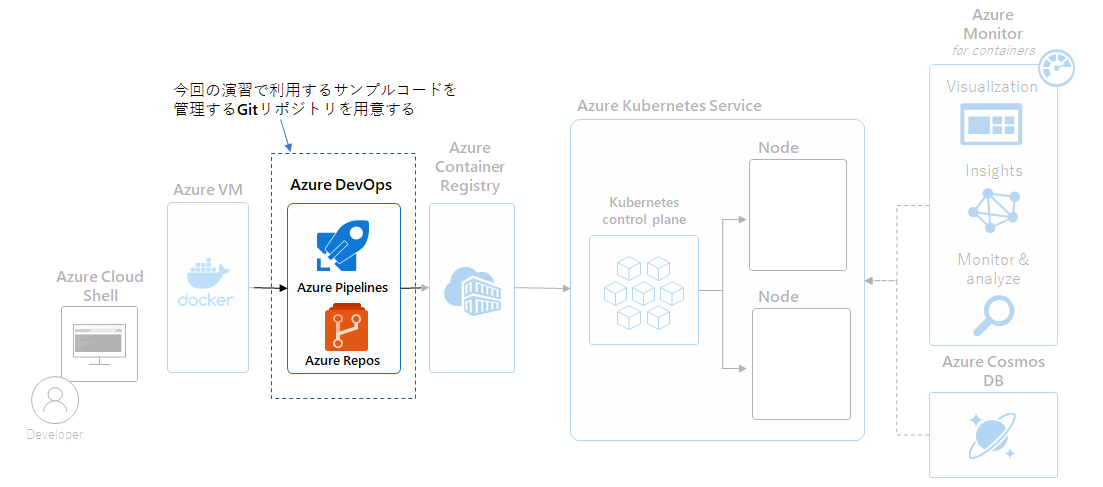 Azure
Monitor
for containers
今回の演習で利用するサンプルコードを
管理するGitリポジトリを用意する
Azure Kubernetes Service
Visualization
Azure
Container
Registry
Node
Azure DevOps
Azure VM
Insights
Kubernetes
control plane
Azure Cloud
Shell
docker
Azure Pipelines
Monitor &
analyze
Node
Azure Repos
Azure Cosmos
DB
Developer